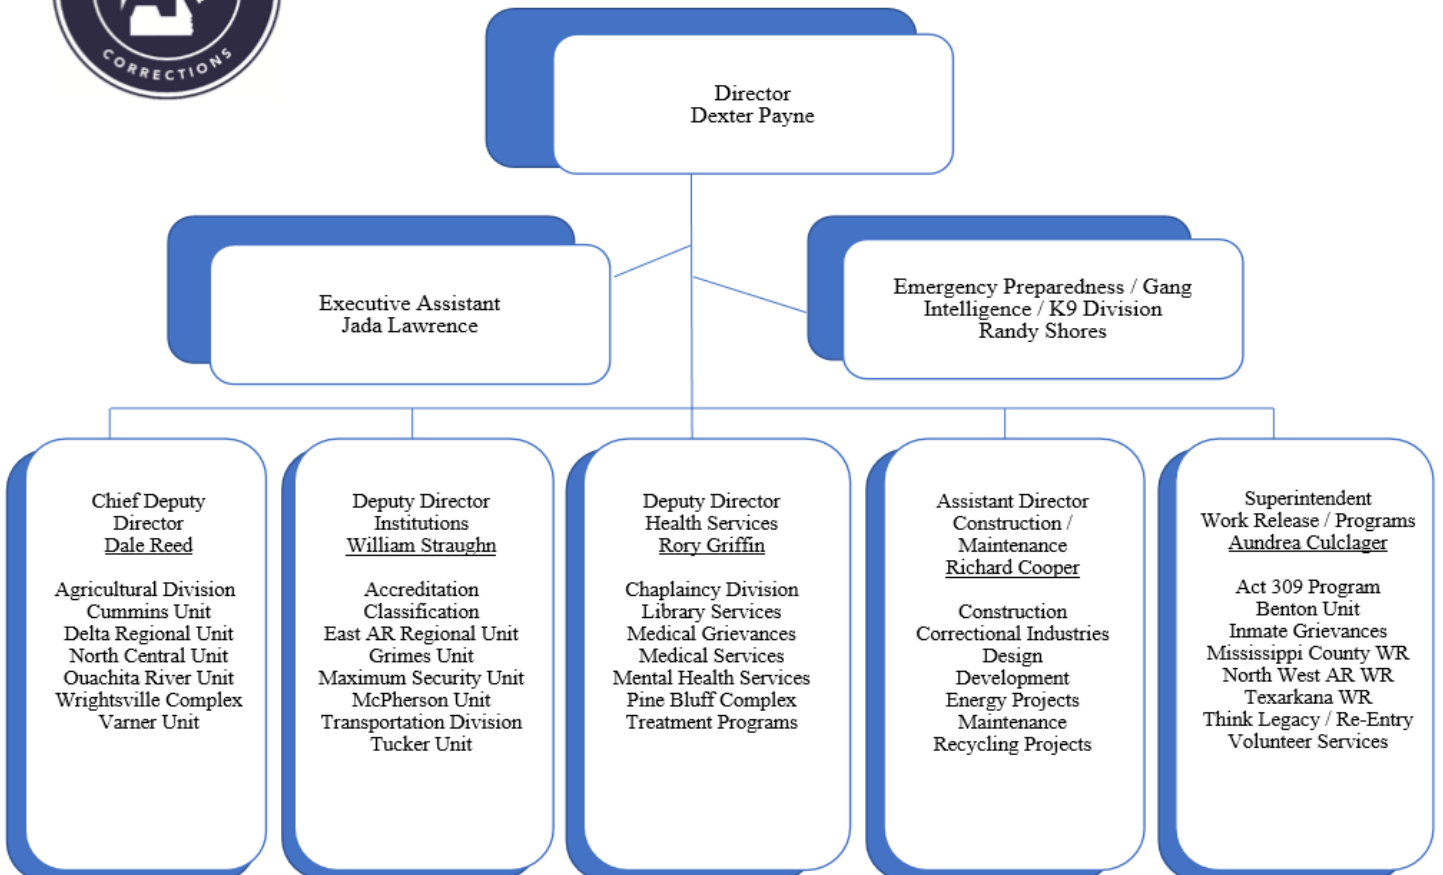 CORRECTIONS
Director
Dexter Payne
Executive Assistant
Jada Lawrence
Emergency Preparedness / Gang
Intelligence / K9 Division
Randy Shores
Chief Deputy
Director
Dale Reed
Agricultural Division
Cummins Unit
Delta Regional Unit
North Central Unit
Ouachita River Unit
Wrightsville Complex
Varner Unit
Deputy Director
Institutions
William Straughn
Accreditation
Classification
East AR Regional Unit
Grimes Unit
Maximum Security Unit
McPherson Unit
Transportation Division
Tucker Unit
Deputy Director
Health Services
Rory Griffin
Chaplaincy Division
Library Services
Medical Grievances
Medical Services
Mental Health Services
Pine Bluff Complex
Treatment Programs
Assistant Director
Construction /
Maintenance
Richard Cooper
Construction
Correctional Industries
Design
Development
Energy Projects
Maintenance
Recycling Projects
Superintendent
Work Release / Programs
Aundrea Culclager
Act 309 Program
Benton Unit
Inmate Grievances
Mississippi County WR
North West AR WR
Texarkana WR
Think Legacy / Re-Entry
Volunteer Services